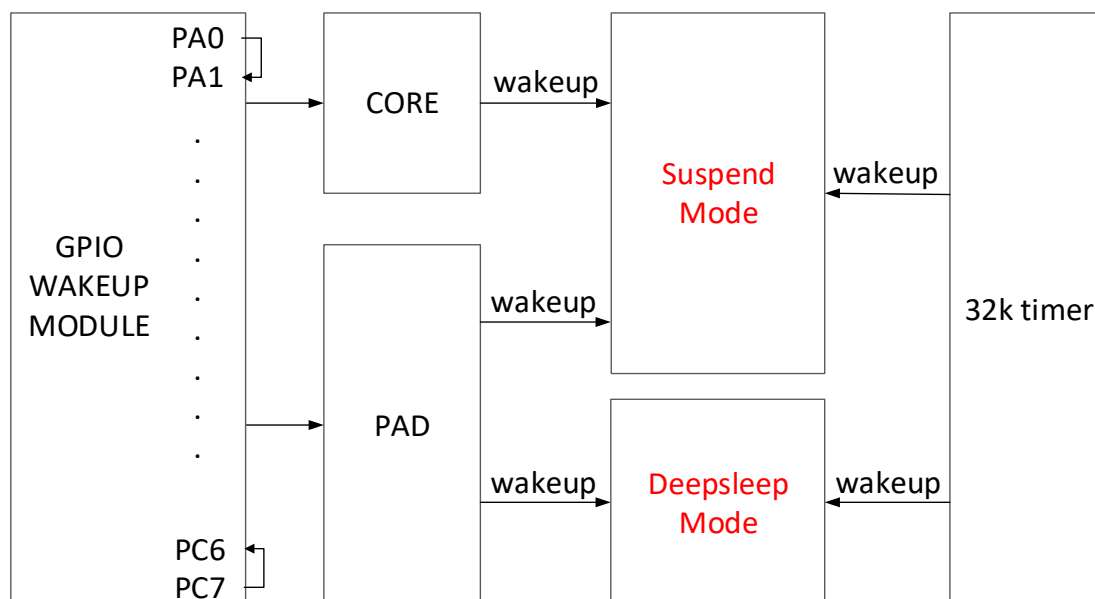 PA0
PA1
.
.
.
.
.
.
.
.
.
GPIO
WAKEUP
MODULE
PC6
PC7
CORE
PAD
wakeup
wakeup
wakeup
Suspend
Mode
Deepsleep
Mode
wakeup
wakeup
32k timer